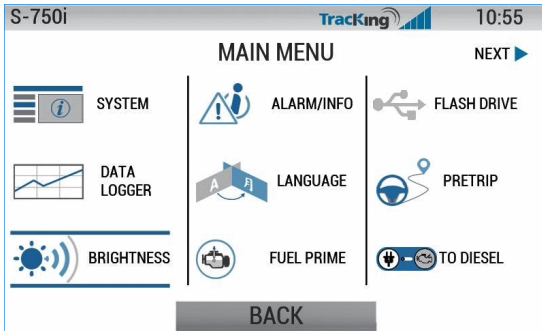 S-750i TracKing 10:55
MAIN MENU NEXT
SYSTEM ALARM/INFO FLASH DRIVE
DATA
LOGGER
LANGUAGE PRETRIP
BRIGHTNESS FUEL PRIME TO DIESEL
BACK